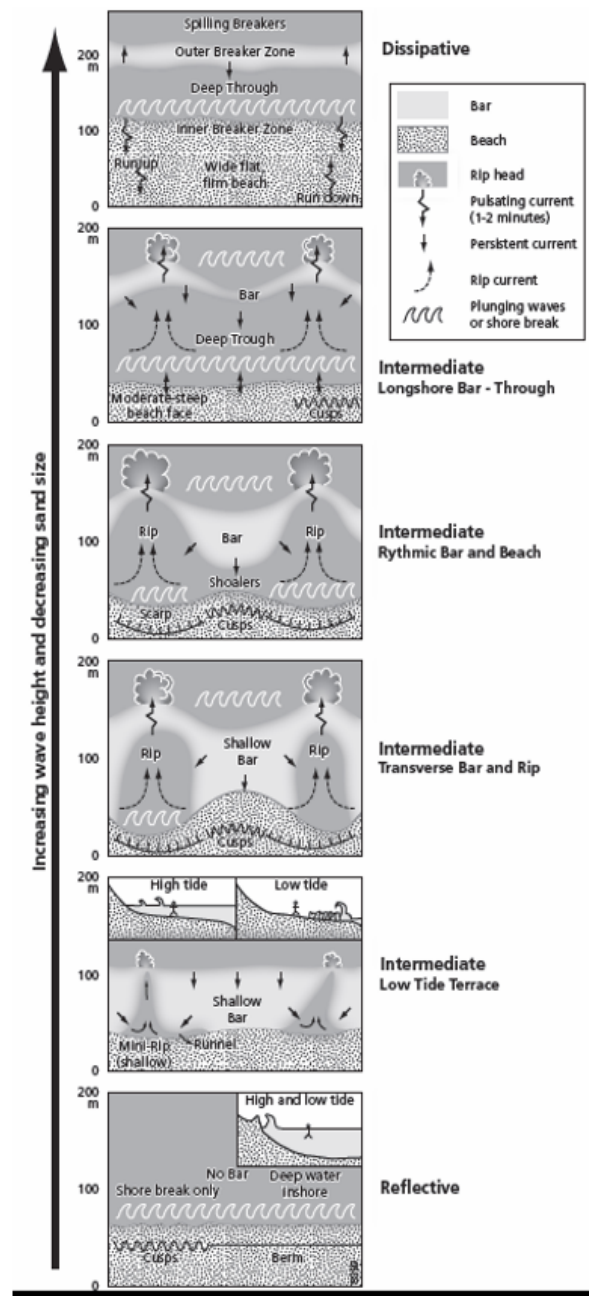 Increasing wave height and decreasing sand size
Spilling Breakers
200
m
Outer Breaker Zone
Deep Through
100
Inner Breaker Zone
Run up
Wide flat,
firm beach
Run down
0
Dissipative
Bar
Beach
Rip head
Pulsating current
(1-2 minutes)
Persistent current
Rip current
Plunging waves
or shore break
200
m
Bar
100
Deep Trough
Moderate-steep
beach face
Cusps
0
Intermediate
Longshore Bar - Through
200
m
Rip
Bar
Rip
100
Shoalers
Scarp
Cusps
0
Intermediate
Rythmic Bar and Beach
200
m
Rip
Shallow
Bar
Rip
100
Cusps
0
Intermediate
Transverse Bar and Rip
High tide
Low tide
200
m
100
Shallow
Bar
Mini-Rip
(shallow)
Runnel
0
Intermediate
Low Tide Terrace
200
m
High and low tide
No Bar
Deep water
inshore
100
Shore break only
Cusps
Berm
0
Reflective